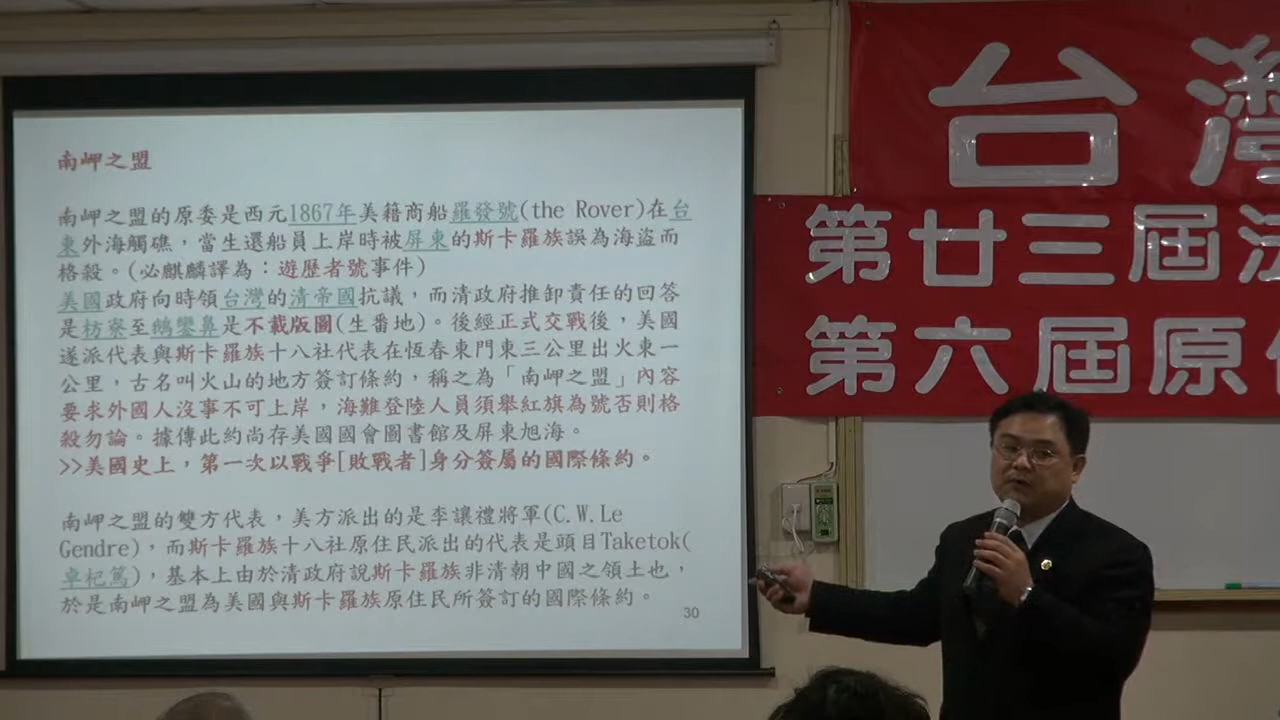 南岬之盟
南岬之盟的原委是西元1867年美籍商船羅發號(the Rover)在台
東外海觸礁，當生還船員上岸時被屏東的斯卡羅族誤為海盜而
格殺。(必麒麟譯為：遊歷者號事件)
美國政府向時領台灣的清帝國抗議，而清政府推卸責任的回答
是枋寮至鵝鑾鼻是不載版圖(生番地)。後經正式交戰後，美國
遂派代表與斯卡羅族十八社代表在恆春東門東三公里出火東一
公里，古名叫火山的地方簽訂條約，稱之為「南岬之盟」內容
要求外國人沒事不可上岸，海難登陸人員須舉紅旗為號否則格
殺勿論。據傳此約尚存美國國會圖書館及屏東旭海。
>>美國史上，第一次以戰爭[敗戰者]身分簽屬的國際條約。
南岬之盟的雙方代表，美方派出的是李讓禮將軍(C.W.Le
Gendre)，而斯卡羅族十八社原住民派出的代表是頭目Taketok(
卓杞篤)，基本上由於清政府說斯卡羅族非清朝中國之領土也，
於是南岬之盟為美國與斯卡羅族原住民所簽訂的國際條約。
30
台灣
第廿三屆法
第六屆原住